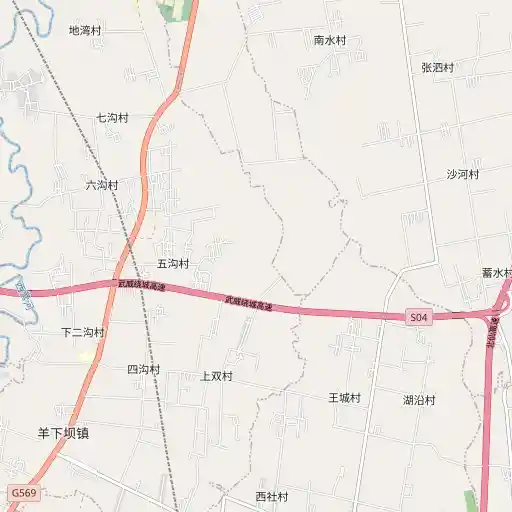 地湾村
南水村
张泗村
七沟村
沙河村
六沟村
五沟村
蓄水村
武威绕城高速
武威绕城高速
S04
下二沟村
四沟村
上双村
王城村
湖沿村
羊下坝镇
G569
西社村